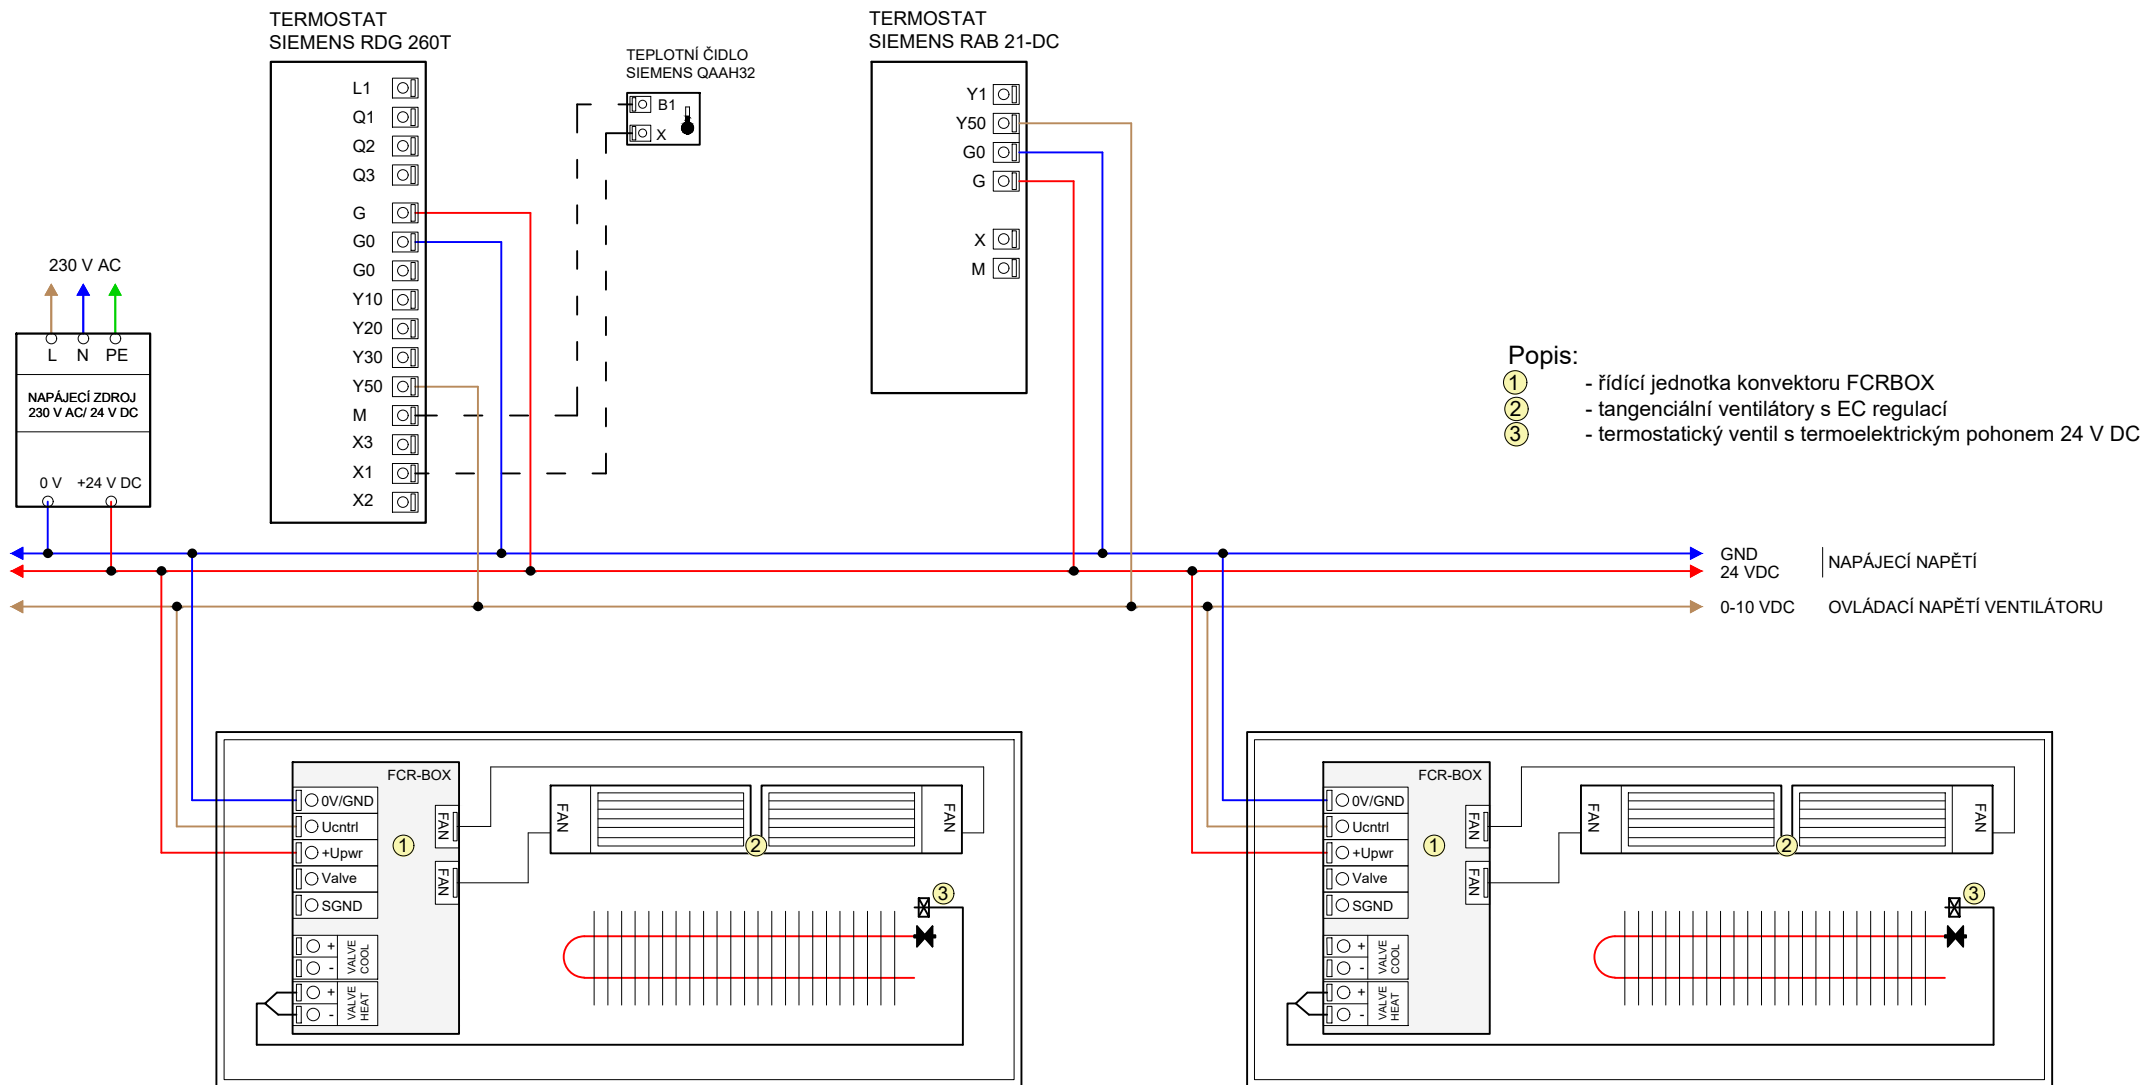 TERMOSTAT
SIEMENS RDG 260T
L1
Q1
Q2
Q3
G
G0
G0
Y10
Y20
Y30
Y50
M
X3
X1
X2
TEPLOTNÍ ČIDLO
SIEMENS QAAH32
B1
X
TERMOSTAT
SIEMENS RAB 21-DC
Y1
Y50
G0
G
X
M
230 V AC
L N PE
NAPÁJECÍ ZDROJ
230 V AC/ 24 V DC
0 V +24 V DC
Popis:
1 - řídící jednotka konvektoru FCRBOX
2 - tangenciální ventilátory s EC regulací
3 - termostatický ventil s termoelektrickým pohonem 24 V DC
GND
24 VDC
NAPÁJECÍ NAPĚTÍ
0-10 VDC OVLÁDACÍ NAPĚTÍ VENTILÁTORU
FCR-BOX
0V/GND
Ucntrl
+Upwr
Valve
SGND
+
-
VALVE
COOL
+
-
VALVE
HEAT
1
FAN
FAN
FAN
FAN
2
3
FCR-BOX
0V/GND
Ucntrl
+Upwr
Valve
SGND
+
-
VALVE
COOL
+
-
VALVE
HEAT
1
FAN
FAN
FAN
FAN
2
3